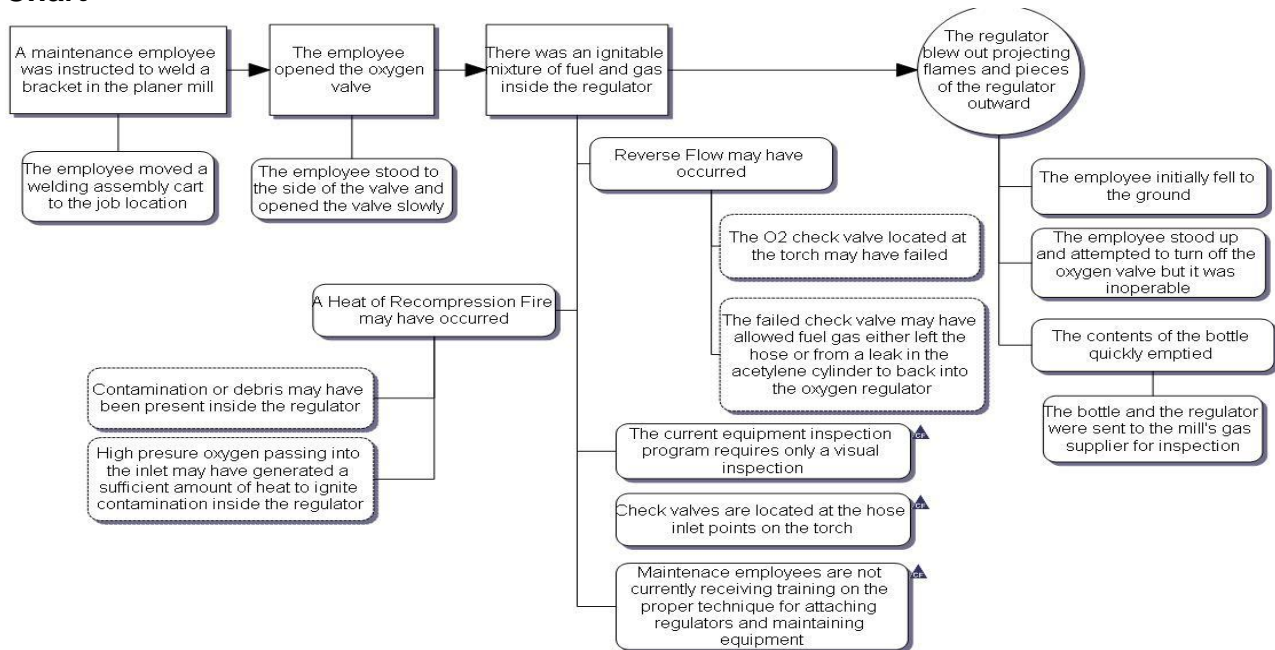 A maintenance employee
was instructed to weld a
bracket in the planer mill
The employee
opened the oxygen
valve
There was an ignitable
mixture of fuel and gas
inside the regulator
The regulator
blew out projecting
flames and pieces
of the regulator
outward
The employee moved a
welding assembly cart
to the job location
The employee stood to
the side of the valve and
opened the valve slowly
Reverse Flow may have
occurred
The O2 check valve located at
the torch may have failed
The failed check valve may have
allowed fuel gas either left the
hose or from a leak in the
acetylene cylinder to back into
the oxygen regulator
A Heat of Recompression Fire
may have occurred
Contamination or debris may have
been present inside the regulator
High presure oxygen passing into
the inlet may have generated a
sufficient amount of heat to ignite
contamination inside the regulator
The current equipment inspection
program requires only a visual
inspection
CF
Check valves are located at the hose
inlet points on the torch
CF
Maintenace employees are not
currently receiving training on the
proper technique for attaching
regulators and maintaining
equipment
CF
The employee initially fell to
the ground
The employee stood up
and attempted to turn off the
oxygen valve but it was
inoperable
The contents of the bottle
quickly emptied
The bottle and the regulator
were sent to the mill's gas
supplier for inspection